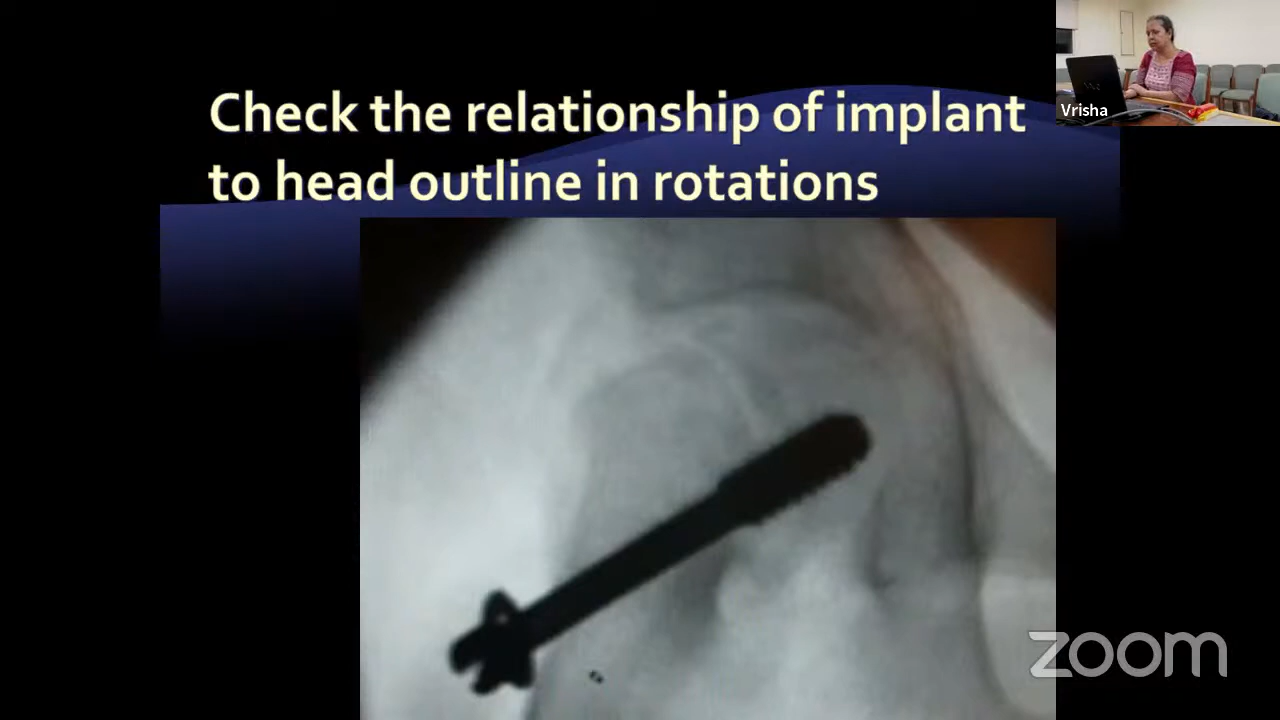 Check the relationship of implant
to head outline in rotations
Vrisha
zoom